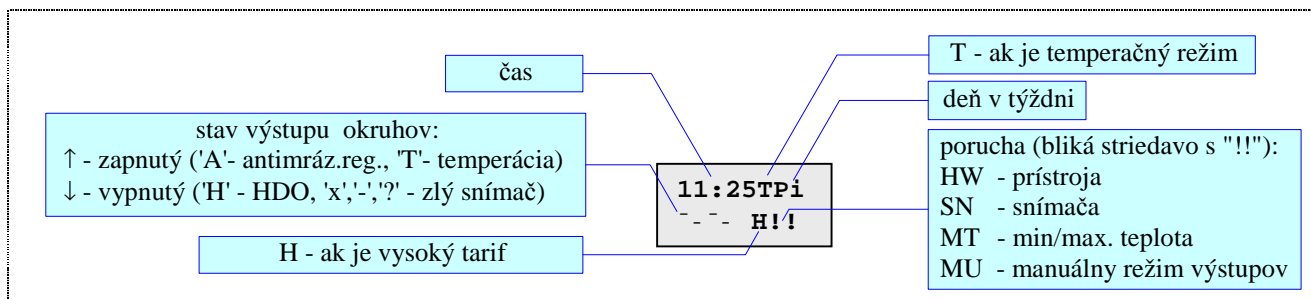 čas
T - ak je temperačný režim
deň v týždni
stav výstupu okruhov:
↑ - zapnutý ('A'- antimráz.reg., 'T'- temperácia)
↓ - vypnutý ('H' - HDO, 'x','-','?' - zlý snímač)
porucha (bliká striedavo s "!!"):
HW - prístroja
SN - snímača
MT - min/max. teplota
MU - manuálny režim výstupov
11:25TPi
¯-¯- H!!
H - ak je vysoký tarif